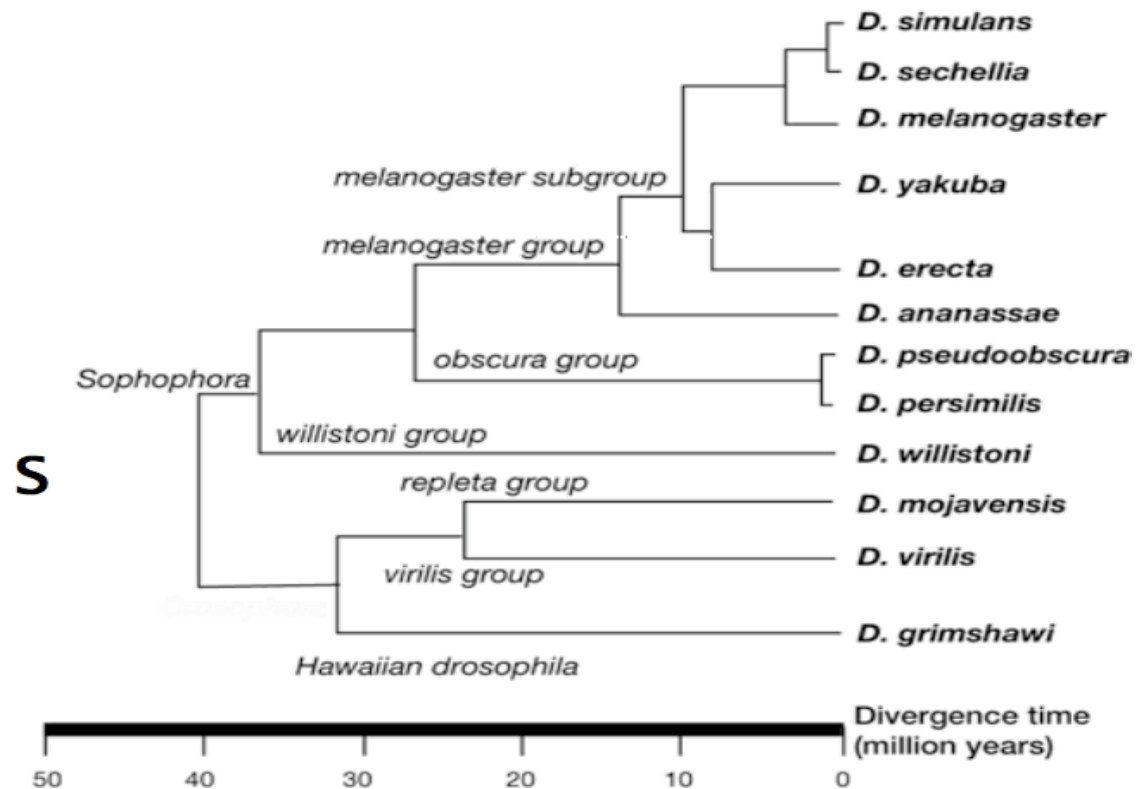 D. simulans
D. sechellia
D. melanogaster
melanogaster subgroup
D. yakuba
melanogaster group
D. erecta
D. ananassae
obscura group
D. pseudoobscura
Sophophora
D. persimilis
willistoni group
D. willistoni
S
repleta group
D. mojavensis
D. virilis
virilis group
D. grimshawi
Hawaiian drosophila
Divergence time
(million years)
50 40 30 20 10 0